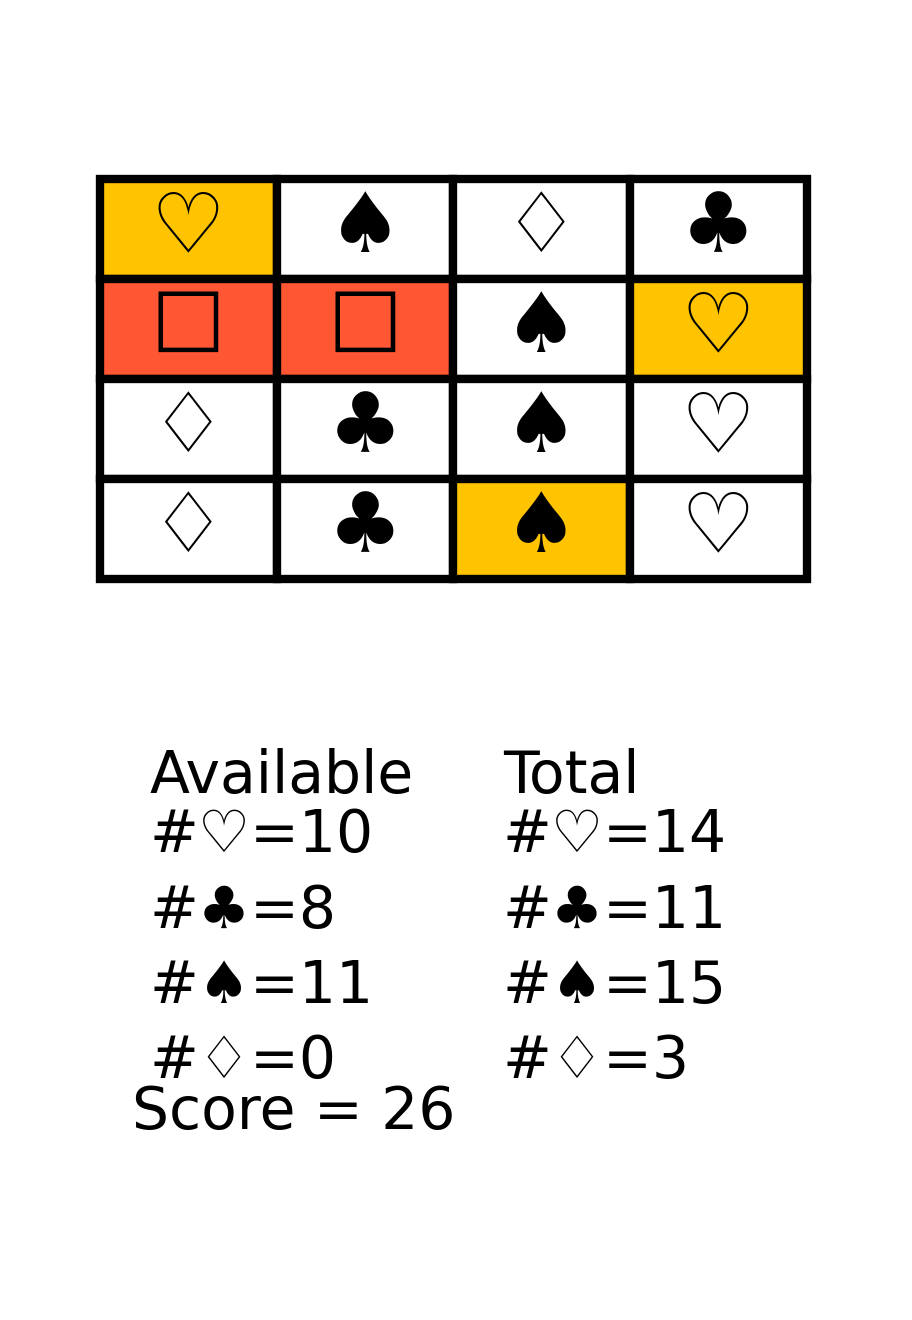 ♡ ♠ ♢ ♣
□ □ ♠ ♡
♢ ♣ ♠ ♡
♢ ♣ ♠ ♡
Available Total
#♡=10 #♡=14
#♣=8 #♣=11
#♠=11 #♠=15
#♢=0 #♢=3
Score = 26